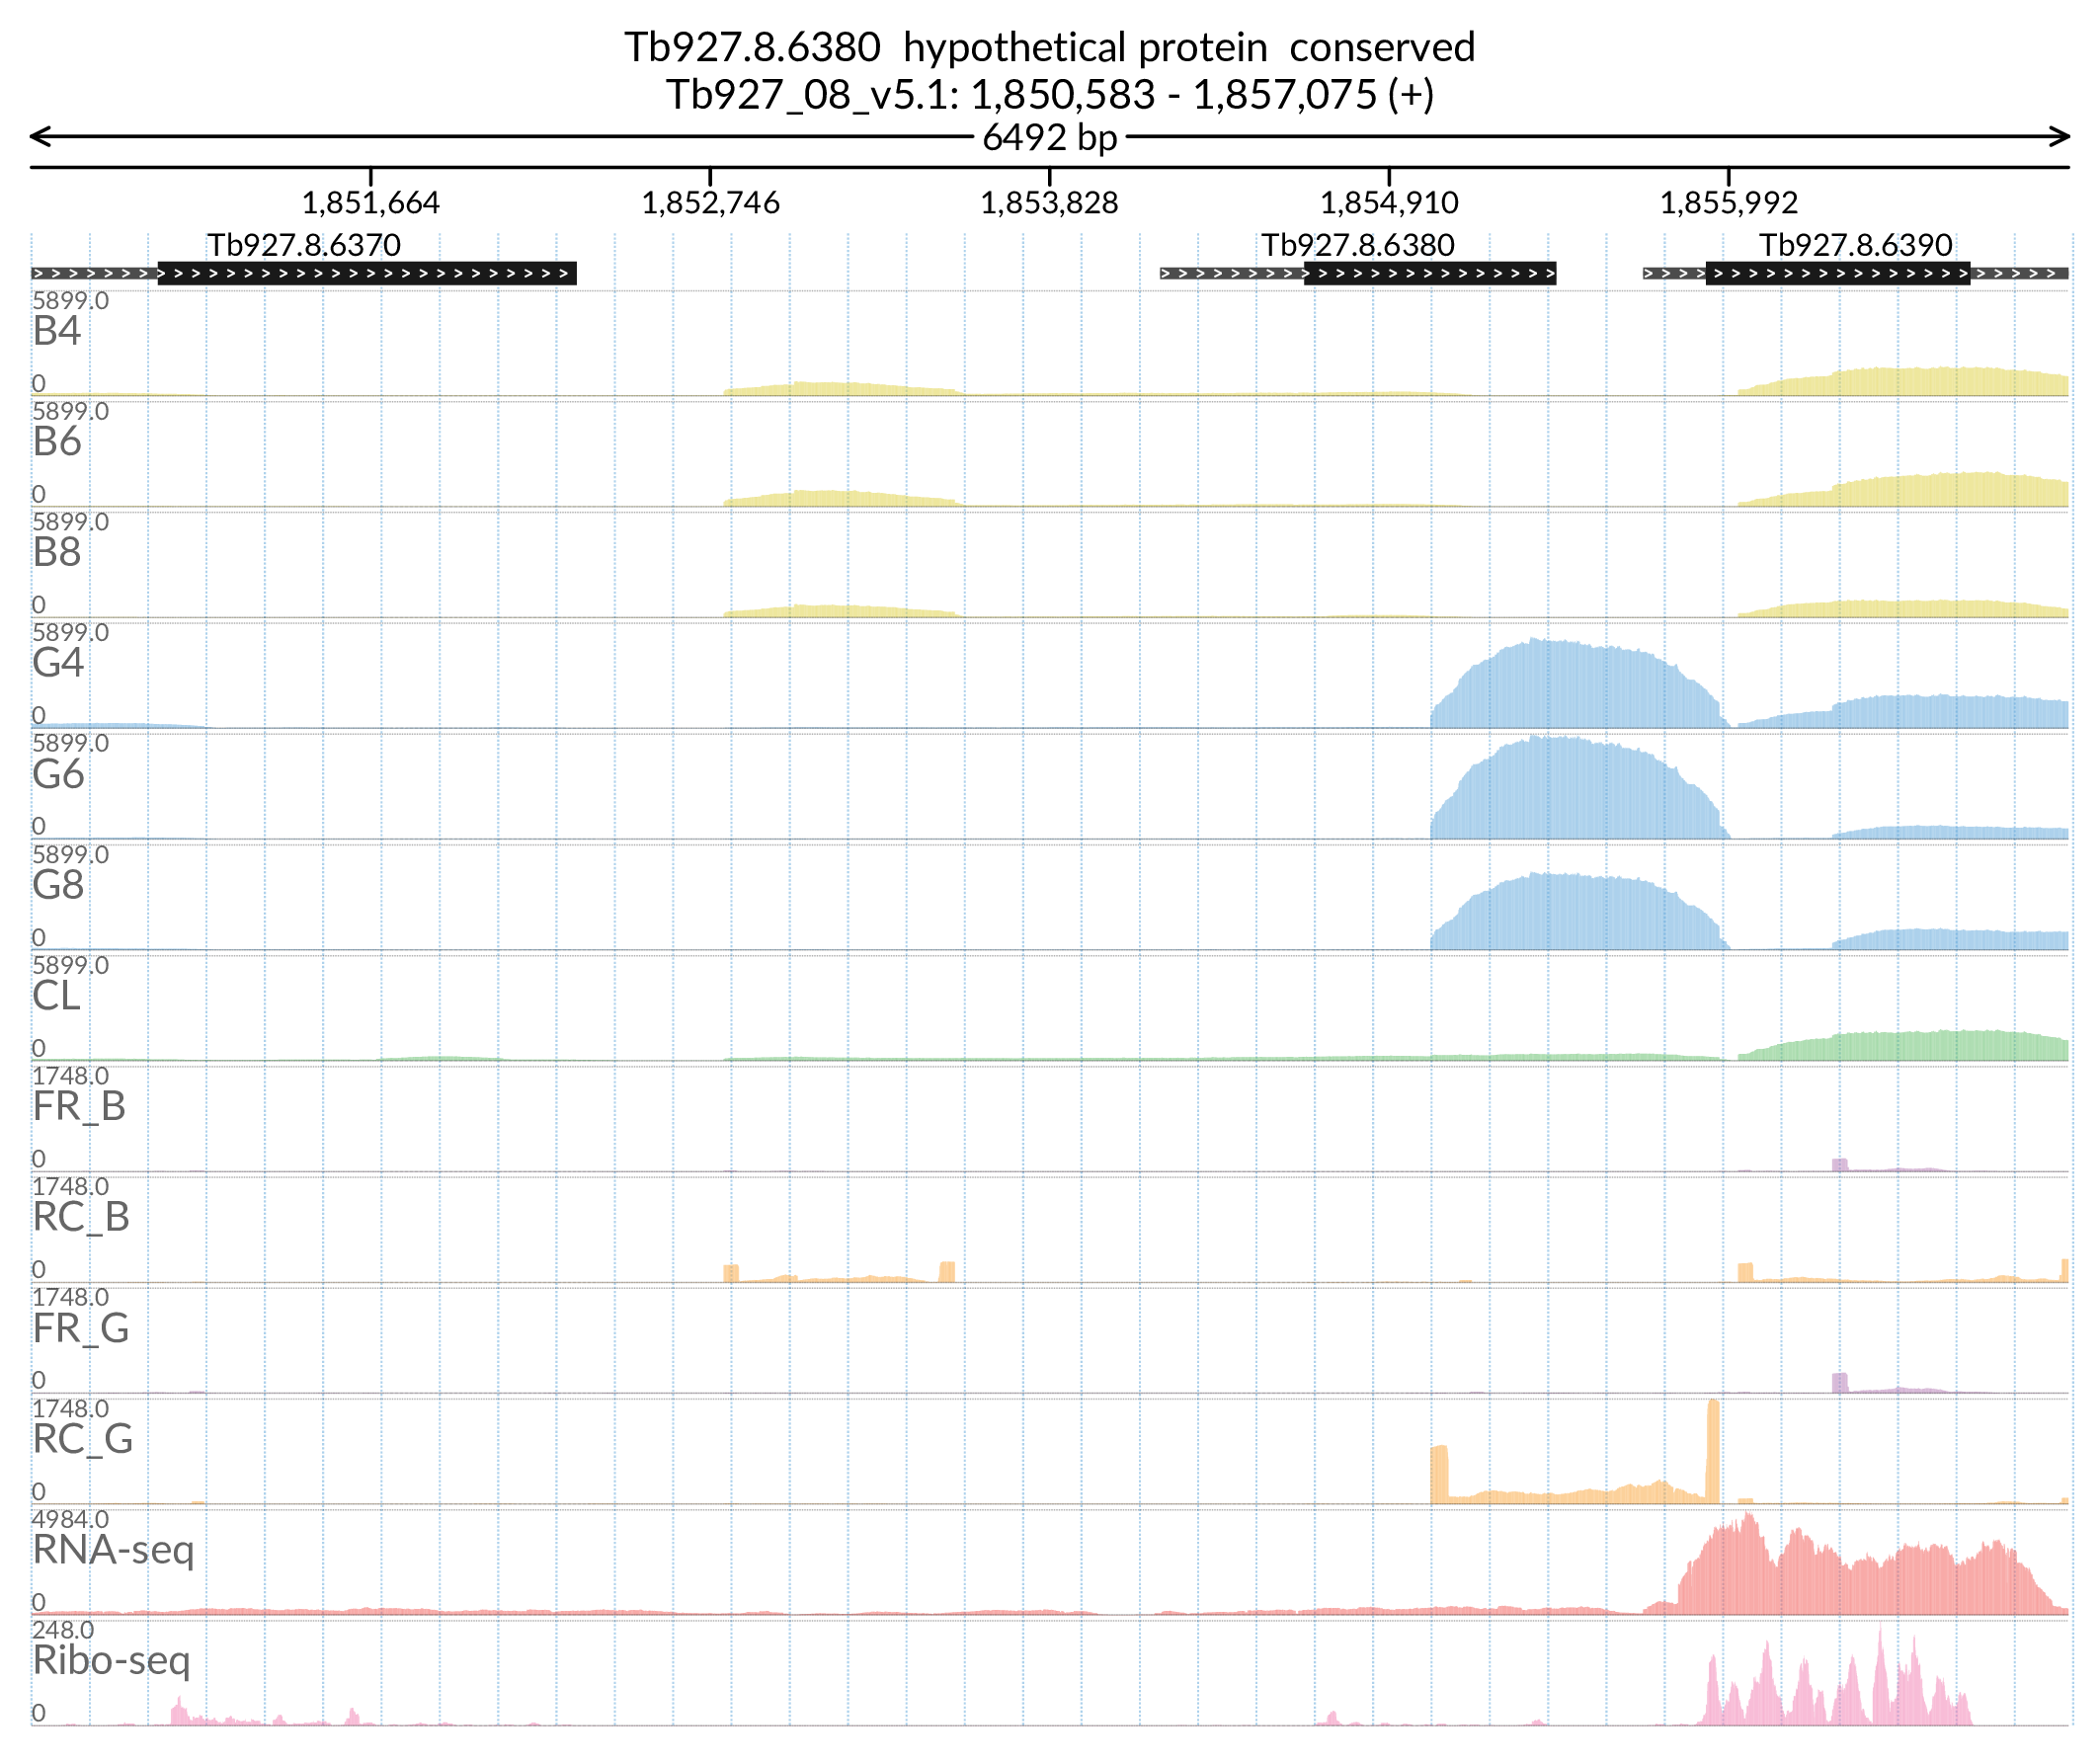 Tb927.8.6380  hypothetical protein  conserved
Tb927_08_v5.1: 1,850,583 - 1,857,075 (+)
6492 bp
1,851,664 1,852,746 1,853,828 1,854,910 1,855,992
Tb927.8.6370 Tb927.8.6380 Tb927.8.6390
5899.0
B4
0
5899.0
B6
0
5899.0
B8
0
5899.0
G4
0
5899.0
G6
0
5899.0
G8
0
5899.0
CL
0
1748.0
FR_B
0
1748.0
RC_B
0
1748.0
FR_G
0
1748.0
RC_G
0
4984.0
RNA-seq
0
248.0
Ribo-seq
0